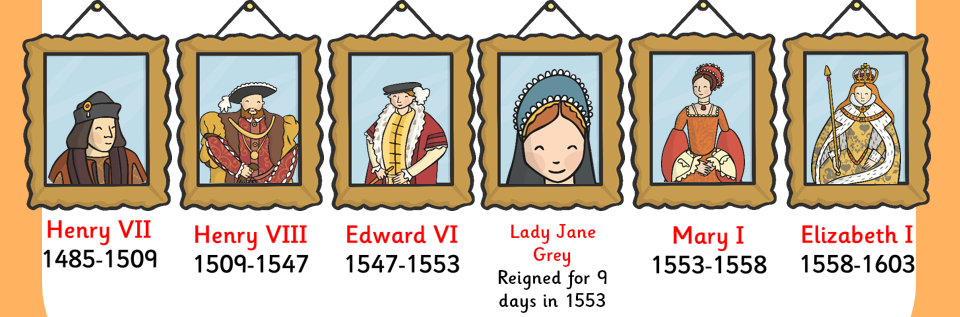 Henry VII
1485-1509
Henry VIII
1509-1547
Edward VI
1547-1553
Lady Jane
Grey
Reigned for 9
days in 1553
Mary I
1553-1558
Elizabeth I
1558-1603